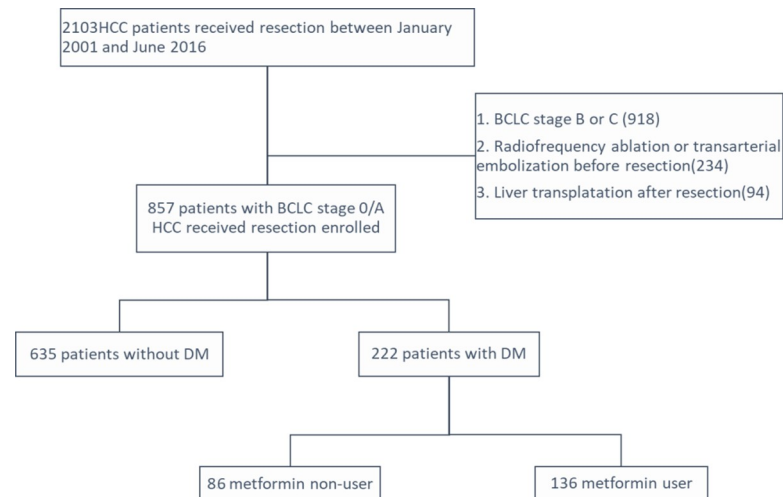 2103HCC patients received resection between January
2001 and June 2016
1. BCLC stage B or C (918)
2. Radiofrequency ablation or transarterial
embolization before resection(234)
3. Liver transplatation after resection(94)
857 patients with BCLC stage 0/A
HCC received resection enrolled
635 patients without DM
222 patients with DM
86 metformin non-user
136 metformin user